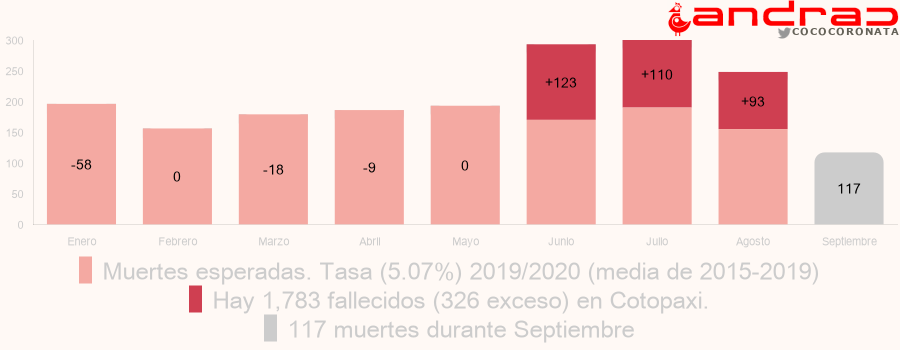 andrac
COCOCORONATA
300
250
200
150
100
50
0
-58
0
-18
-9
0
+123
+110
+93
117
Enero Febrero Marzo Abril Mayo Junio Julio Agosto Septiembre
Muertes esperadas. Tasa (5.07%) 2019/2020 (media de 2015-2019)
Hay 1,783 fallecidos (326 exceso) en Cotopaxi.
117 muertes durante Septiembre